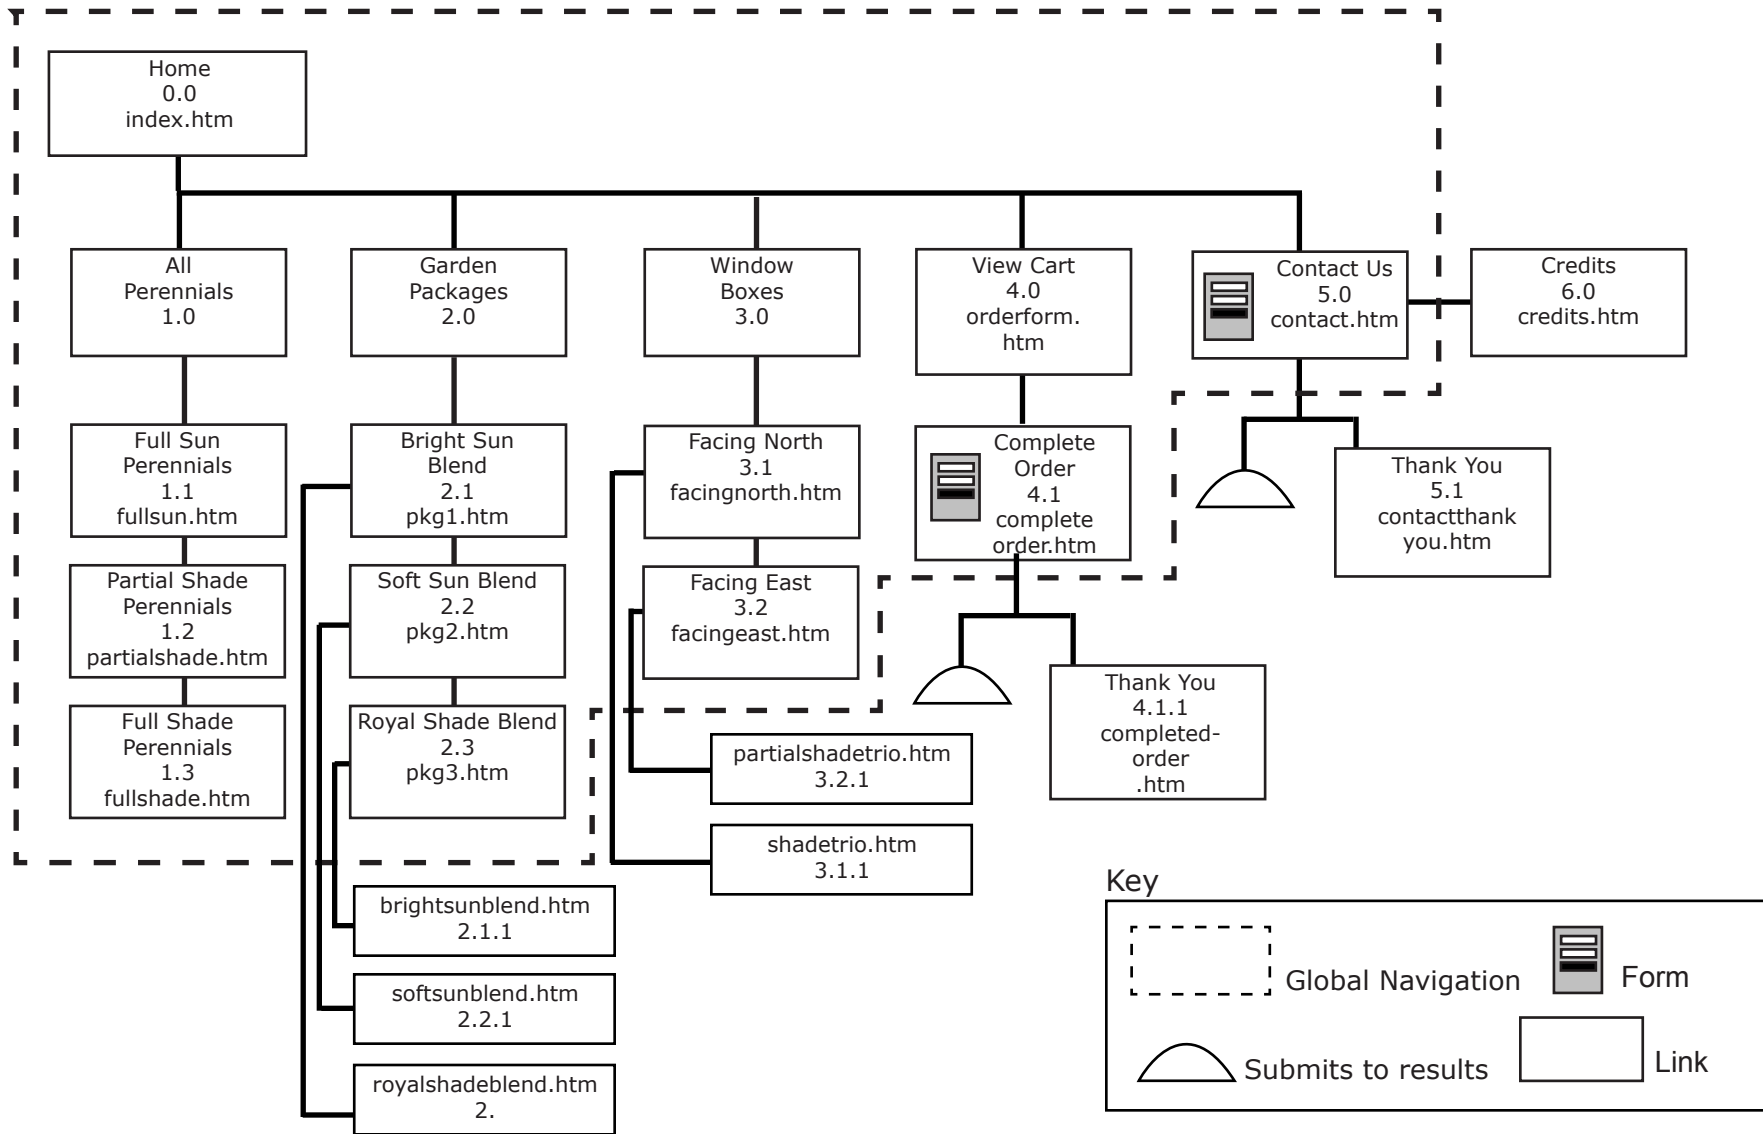 Home
0.0
index.htm
All
Perennials
1.0
Garden
Packages
2.0
Window
Boxes
3.0
View Cart
4.0
orderform.
htm
Contact Us
5.0
contact.htm
Credits
6.0
credits.htm
Full Sun
Perennials
1.1
fullsun.htm
Bright Sun
Blend
2.1
pkg1.htm
Facing North
3.1
facingnorth.htm
Complete
Order
4.1
complete
order.htm
Thank You
5.1
contactthank
you.htm
Partial Shade
Perennials
1.2
partialshade.htm
Soft Sun Blend
2.2
pkg2.htm
Facing East
3.2
facingeast.htm
Thank You
4.1.1
completed-
order
.htm
Full Shade
Perennials
1.3
fullshade.htm
Royal Shade Blend
2.3
pkg3.htm
partialshadetrio.htm
3.2.1
shadetrio.htm
3.1.1
brightsunblend.htm
2.1.1
softsunblend.htm
2.2.1
royalshadeblend.htm
2.
Key
Global Navigation
Form
Submits to results
Link